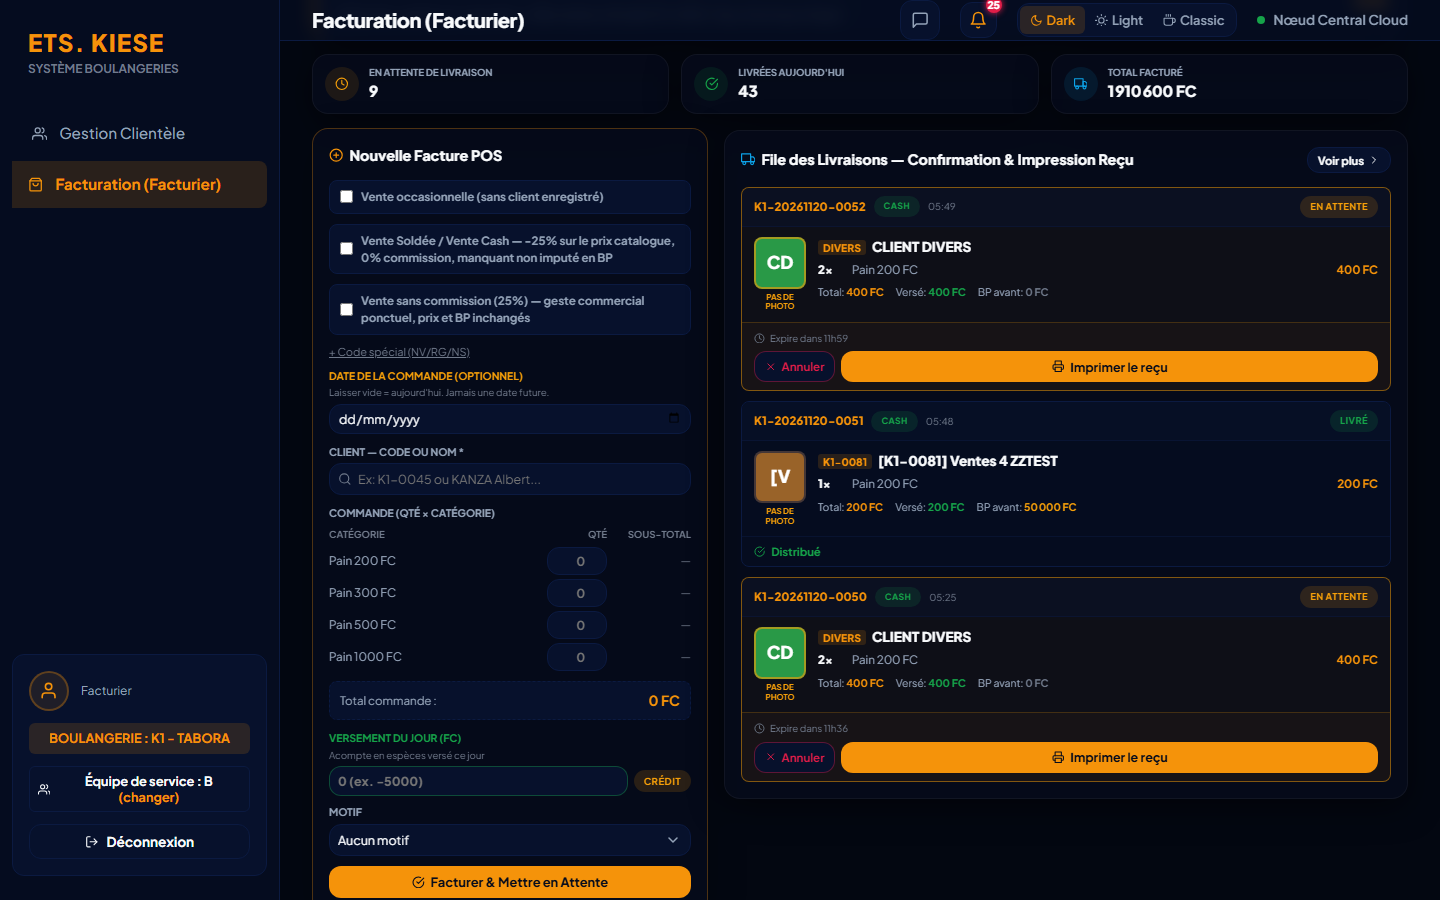 ETS. KIESE
SYSTÈME BOULANGERIES
Gestion Clientèle
Facturation (Facturier)
Facturier
BOULANGERIE : K1 - TABORA
Équipe de service : B
(changer)
Déconnexion
Facturation (Facturier)
25
Dark
Light
Classic
Nœud Central Cloud
EN ATTENTE DE LIVRAISON
9
LIVRÉES AUJOURD'HUI
43
TOTAL FACTURÉ
1 910 600 FC
Nouvelle Facture POS
Vente occasionnelle (sans client enregistré)
Vente Soldée / Vente Cash — -25% sur le prix catalogue,
0% commission, manquant non imputé en BP
Vente sans commission (25%) — geste commercial
ponctuel, prix et BP inchangés
+ Code spécial (NV/RG/NS)
DATE DE LA COMMANDE (OPTIONNEL)
Laisser vide = aujourd'hui. Jamais une date future.
dd/mm/yyyy
CLIENT — CODE OU NOM *
Ex: K1-0045 ou KANZA Albert...
COMMANDE (QTÉ × CATÉGORIE)
CATÉGORIE QTÉ SOUS-TOTAL
Pain 200 FC 0 —
Pain 300 FC 0 —
Pain 500 FC 0 —
Pain 1000 FC 0 —
Total commande : 0 FC
VERSEMENT DU JOUR (FC)
Acompte en espèces versé ce jour
0 (ex. -5000) CRÉDIT
MOTIF
Aucun motif
Facturer & Mettre en Attente
File des Livraisons — Confirmation & Impression Reçu
Voir plus
K1-20261120-0052 CASH 05:49 EN ATTENTE
CD
PAS DE
PHOTO
DIVERS CLIENT DIVERS
2× Pain 200 FC 400 FC
Total: 400 FC Versé: 400 FC BP avant: 0 FC
Expire dans 11h59
Annuler
Imprimer le reçu
K1-20261120-0051 CASH 05:48 LIVRÉ
[V
PAS DE
PHOTO
K1-0081 [K1-0081] Ventes 4 ZZTEST
1× Pain 200 FC 200 FC
Total: 200 FC Versé: 200 FC BP avant: 50 000 FC
Distribué
K1-20261120-0050 CASH 05:25 EN ATTENTE
CD
PAS DE
PHOTO
DIVERS CLIENT DIVERS
2× Pain 200 FC 400 FC
Total: 400 FC Versé: 400 FC BP avant: 0 FC
Expire dans 11h36
Annuler
Imprimer le reçu